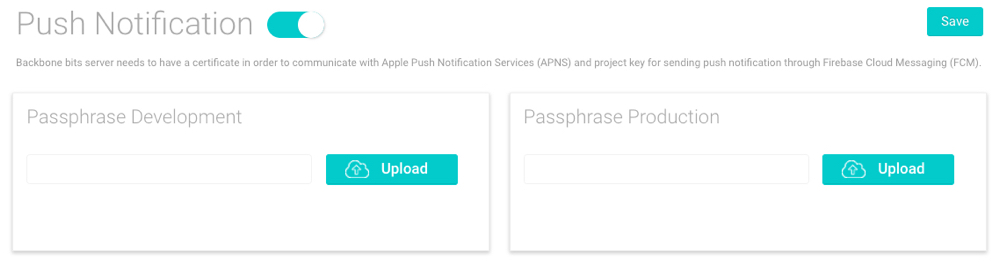 Push Notification
Save
Backbone bits server needs to have a certificate in order to communicate with Apple Push Notification Services (APNS) and project key for sending push notification through Firebase Cloud Messaging (FCM).
Passphrase Development
Upload
Passphrase Production
Upload